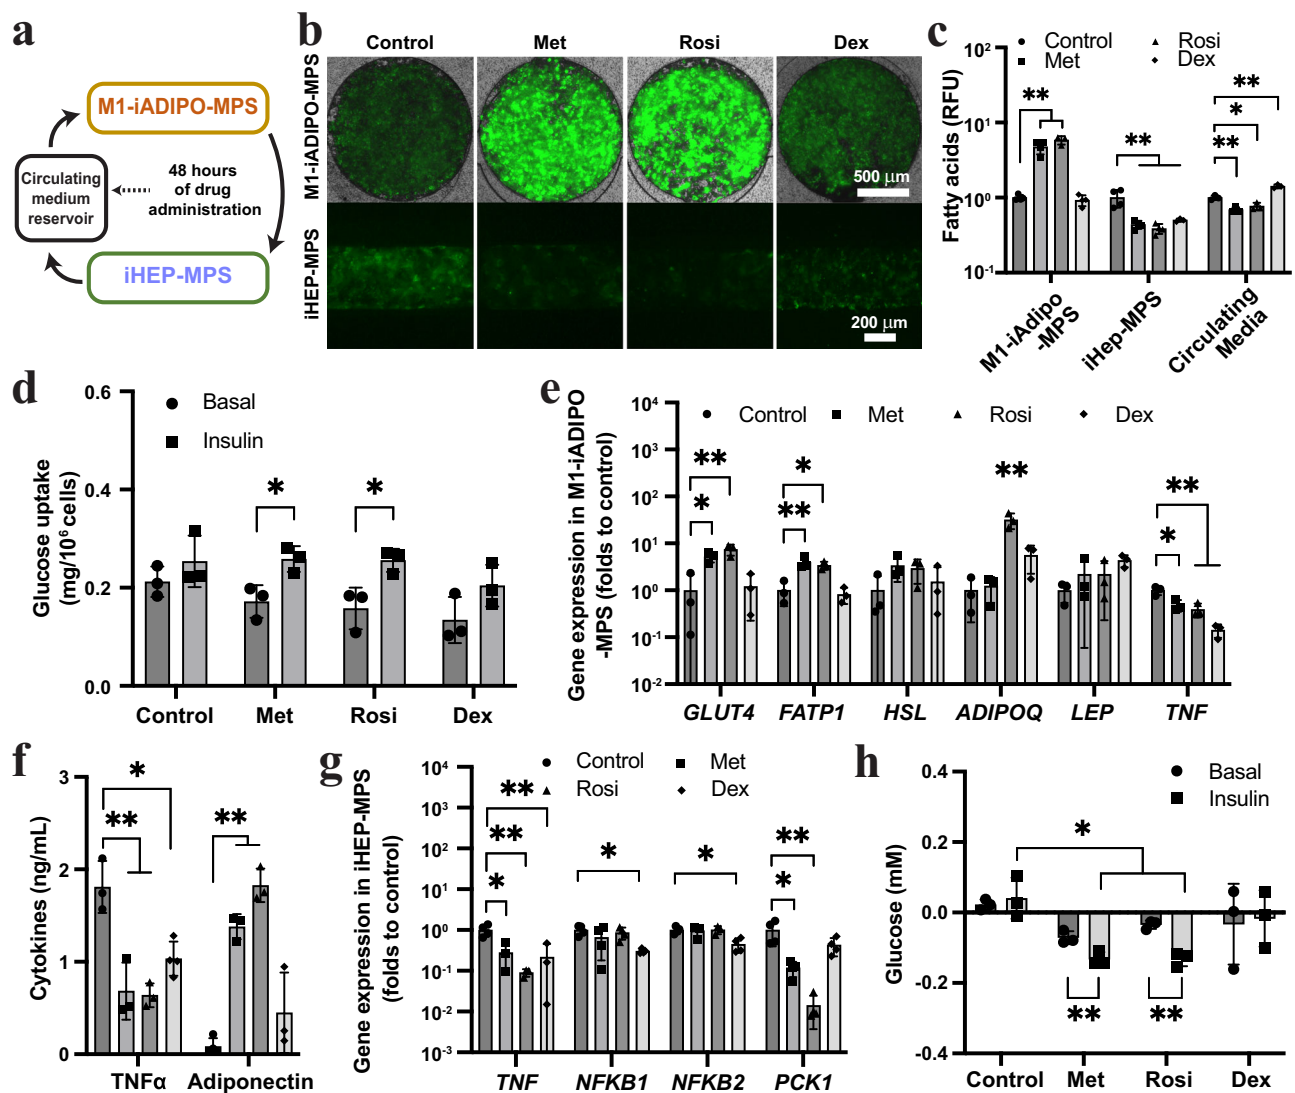 a
M1-iADIPO-MPS
Circulating
medium
reservoir
48 hours
of drug
administration
iHEP-MPS
b
Control
Met
Rosi
Dex
M1-iADIPO-MPS
500 μm
iHEP-MPS
200 μm
c
Control
Met
Rosi
Dex
Fatty acids (RFU)
10²
10¹
10⁰
10⁻¹
**
**
**
*
**
M1-iAdipo
-MPS
iHep-MPS
Circulating
Media
d
Basal
Insulin
Glucose uptake
(mg/10⁶ cells)
0.6
0.4
0.2
0.0
*
*
Control
Met
Rosi
Dex
e
Control
Met
Rosi
Dex
Gene expression in M1-iADIPO
-MPS (folds to control)
10⁴
10³
10²
10¹
10⁰
10⁻¹
10⁻²
**
*
*
**
**
**
*
GLUT4
FATP1
HSL
ADIPOQ
LEP
TNF
f
Cytokines (ng/mL)
3
2
1
0
*
**
**
TNFα
Adiponectin
g
Control
Met
Rosi
Dex
Gene expression in iHEP-MPS
(folds to control)
10⁴
10³
10²
10¹
10⁰
10⁻¹
10⁻²
10⁻³
**
**
*
*
*
**
*
TNF
NFKB1
NFKB2
PCK1
h
Basal
Insulin
Glucose (mM)
0.4
0.2
0.0
-0.2
-0.4
*
**
**
Control
Met
Rosi
Dex